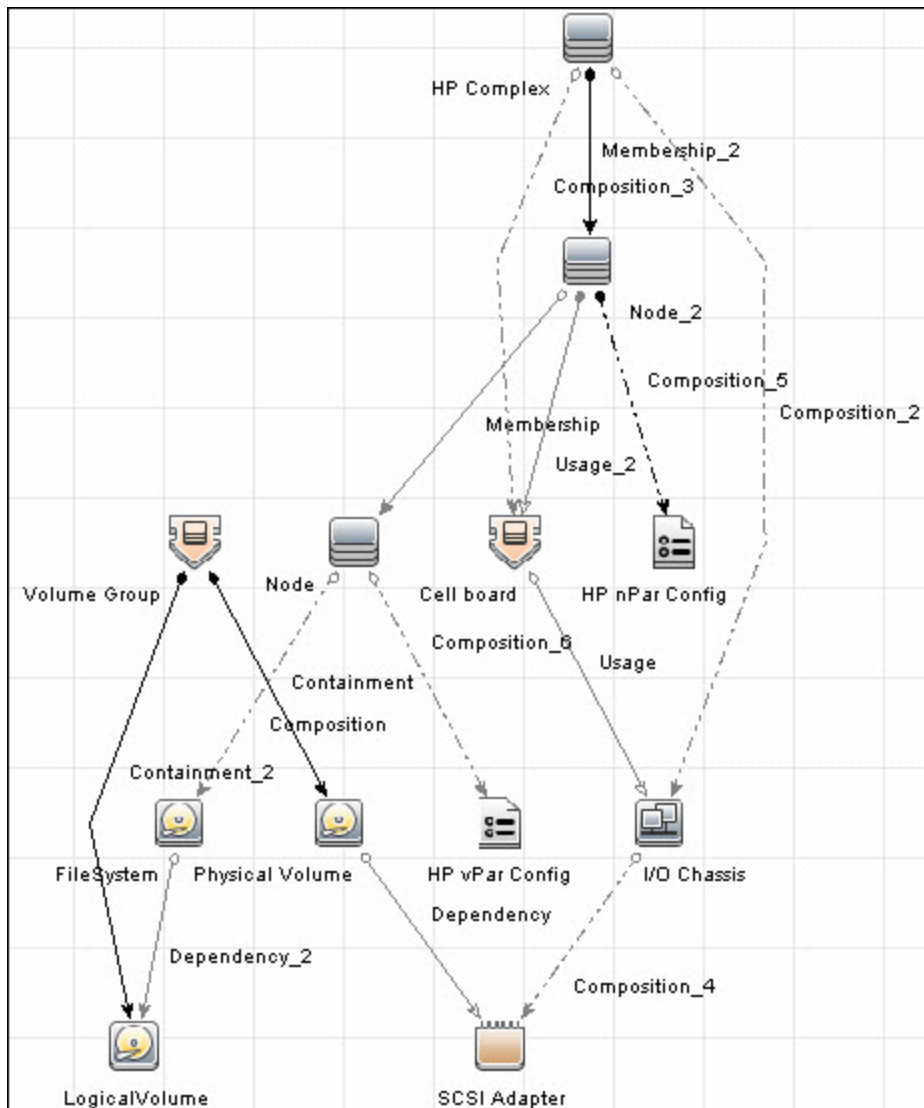 HP Complex
Membership_2
Composition_3
Node_2
Composition_5
Composition_2
Membership
Usage_2
Volume Group
Node
Cell board
HP nPar Config
Composition_6
Usage
Containment
Composition
Containment_2
FileSystem
Physical Volume
HP vPar Config
I/O Chassis
Dependency
Dependency_2
Composition_4
LogicalVolume
SCSI Adapter